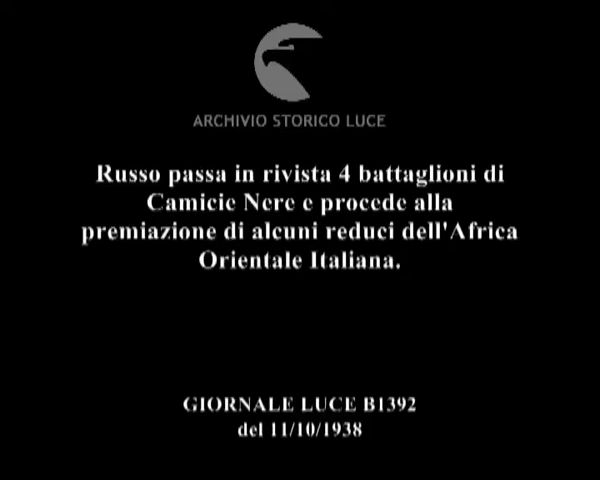 ARCHIVIO STORICO LUCE
Russo passa in rivista 4 battaglioni di
Camicie Nere e procede alla
premiazione di alcuni reduci dell'Africa
Orientale Italiana.
GIORNALE LUCE B1392
del 11/10/1938